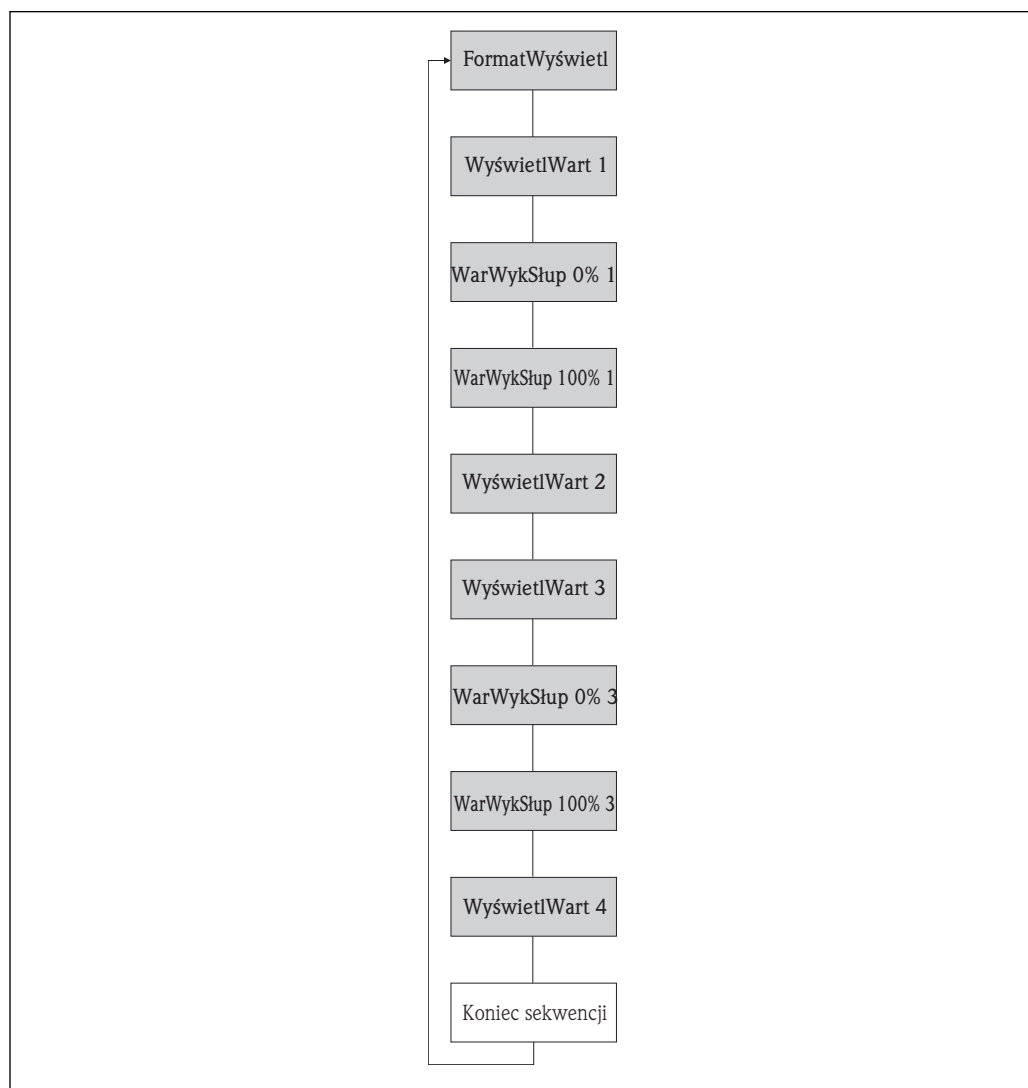 FormatWyświetl
WyświetlWart 1
WarWykSłup 0% 1
WarWykSłup 100% 1
WyświetlWart 2
WyświetlWart 3
WarWykSłup 0% 3
WarWykSłup 100% 3
WyświetlWart 4
Koniec sekwencji